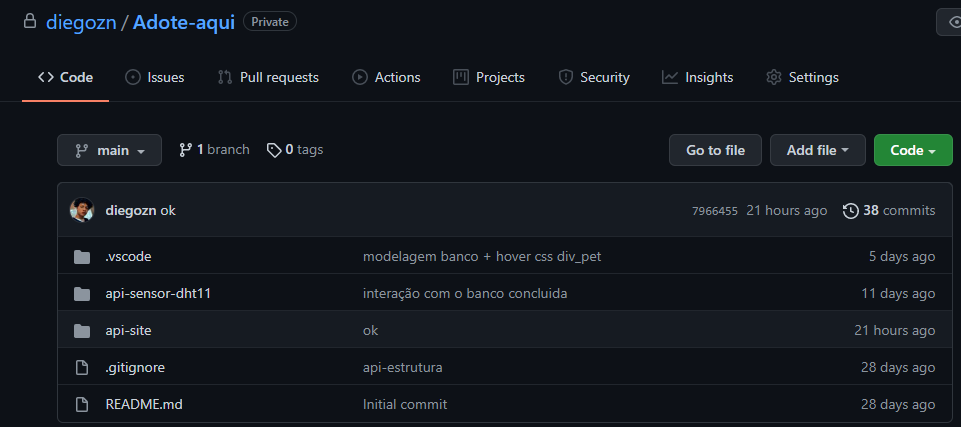 diegozn / Adote-aqui Private
Code Issues Pull requests Actions Projects Security Insights Settings
main 1 branch 0 tags Go to file Add file Code
diegozn ok 7966455 21 hours ago 38 commits
.vscode modelagem banco + hover css div_pet 5 days ago
api-sensor-dht11 interação com o banco concluida 11 days ago
api-site ok 21 hours ago
.gitignore api-estrutura 28 days ago
README.md Initial commit 28 days ago